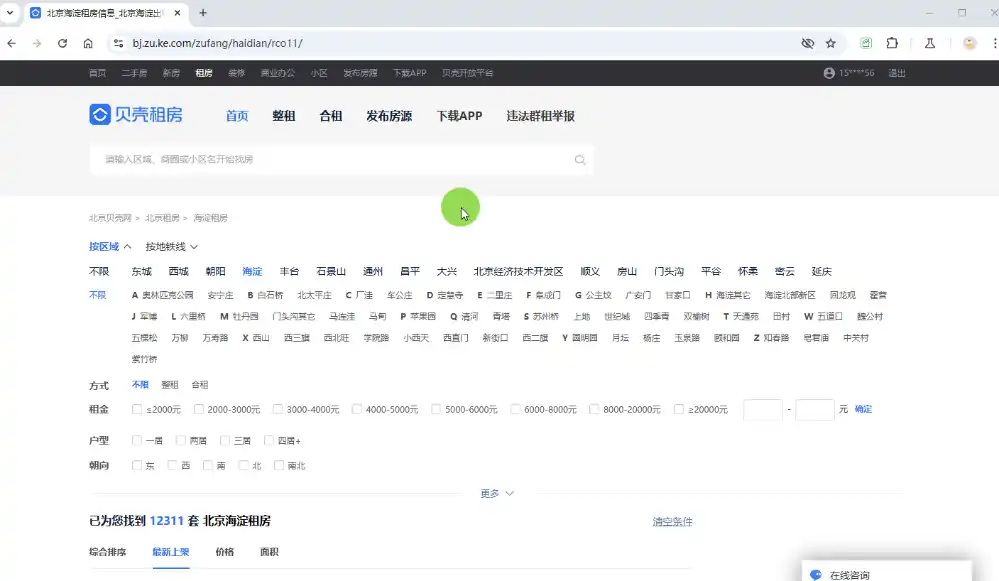 北京海淀租房信息_北京海淀出
bj.zu.ke.com/zufang/haidian/rco11/
首页 二手房 新房 租房 装修 商业办公 小区 发布房源 下载APP 贝壳开放平台 15****56 退出
贝壳租房 首页 整租 合租 发布房源 下载APP 违法群租举报
请输入区域、商圈或小区名开始找房
北京贝壳网 > 北京租房 > 海淀租房
按区域 按地铁线
不限 东城 西城 朝阳 海淀 丰台 石景山 通州 昌平 大兴 北京经济技术开发区 顺义 房山 门头沟 平谷 怀柔 密云 延庆
不限 A 奥林匹克公园 安宁庄 B 白石桥 北太平庄 C 厂洼 车公庄 D 定慧寺 E 二里庄 F 阜成门 G 公主坟 广安门 甘家口 H 海淀其它 海淀北部新区 回龙观 霍营
J 军博 L 六里桥 M 牡丹园 门头沟其它 马连洼 马甸 P 苹果园 Q 清河 青塔 S 苏州桥 上地 世纪城 四季青 双榆树 T 天通苑 田村 W 五道口 魏公村
五棵松 万柳 万寿路 X 西山 西三旗 西北旺 学院路 小西天 西直门 新街口 西二旗 Y 圆明园 月坛 杨庄 玉泉路 颐和园 Z 知春路 皂君庙 中关村
紫竹桥
方式 不限 整租 合租
租金 ≤2000元 2000-3000元 3000-4000元 4000-5000元 5000-6000元 6000-8000元 8000-20000元 ≥20000元 - 元 确定
户型 一居 两居 三居 四居+
朝向 东 西 南 北 南北
更多
已为您找到 12311 套 北京海淀租房 清空条件
综合排序 最新上架 价格 面积
在线咨询